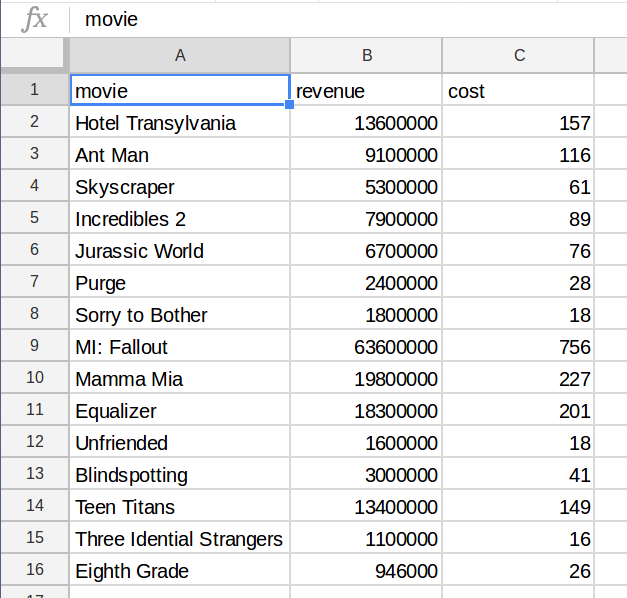 fx movie
A B C
1 movie revenue cost
2 Hotel Transylvania 13600000 157
3 Ant Man 9100000 116
4 Skyscraper 5300000 61
5 Incredibles 2 7900000 89
6 Jurassic World 6700000 76
7 Purge 2400000 28
8 Sorry to Bother 1800000 18
9 MI: Fallout 63600000 756
10 Mamma Mia 19800000 227
11 Equalizer 18300000 201
12 Unfriended 1600000 18
13 Blindspotting 3000000 41
14 Teen Titans 13400000 149
15 Three Idential Strangers 1100000 16
16 Eighth Grade 946000 26
17